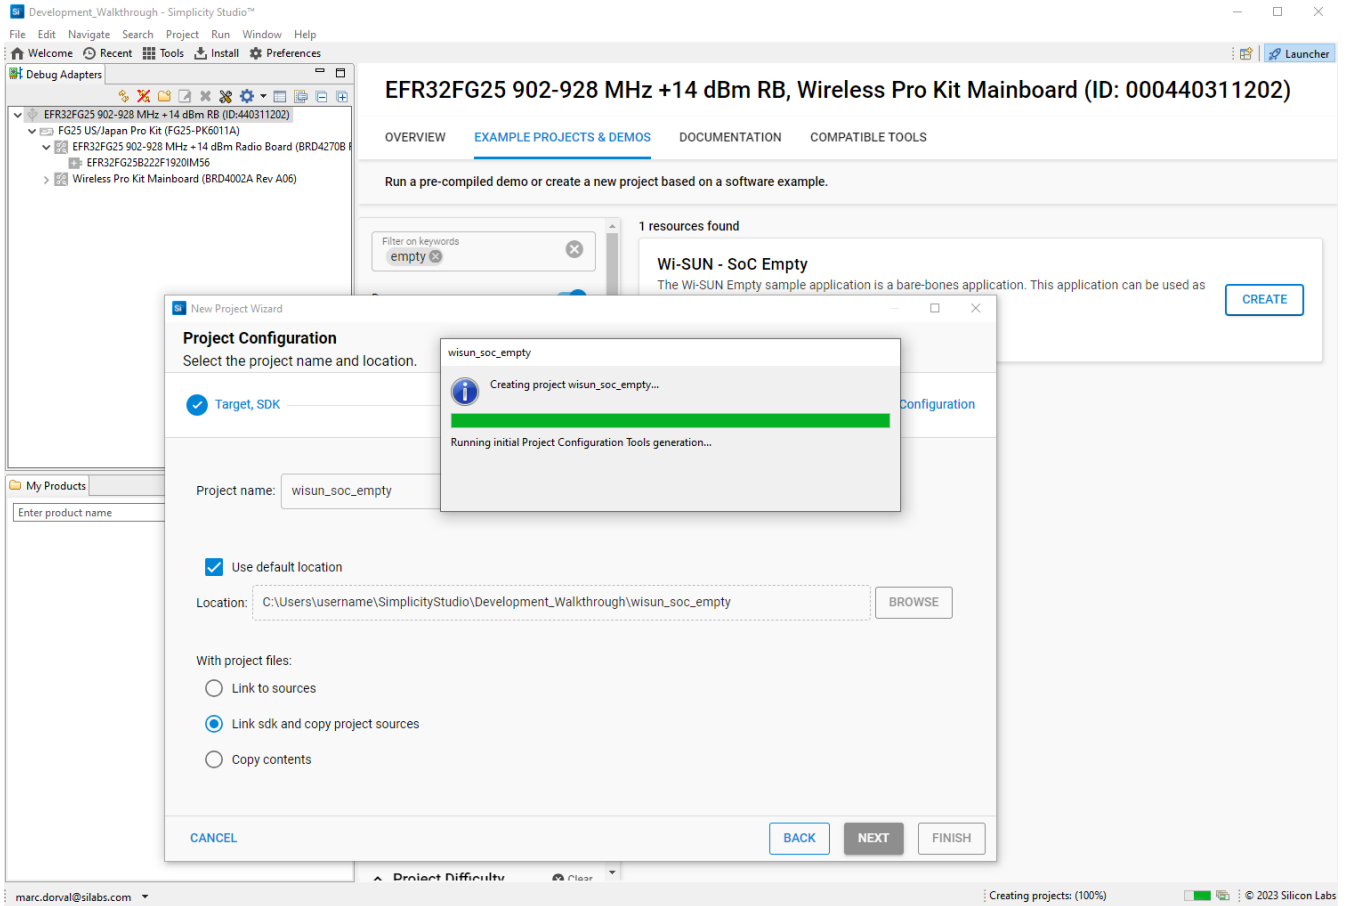 Si Development_Walkthrough - Simplicity Studio™
File Edit Navigate Search Project Run Window Help
Welcome Recent Tools Install Preferences
Launcher
Debug Adapters
EFR32FG25 902-928 MHz +14 dBm RB (ID:440311202)
FG25 US/Japan Pro Kit (FG25-PK6011A)
EFR32FG25 902-928 MHz +14 dBm Radio Board (BRD4270B F
EFR32FG25B222F1920IM56
Wireless Pro Kit Mainboard (BRD4002A Rev A06)
EFR32FG25 902-928 MHz +14 dBm RB, Wireless Pro Kit Mainboard (ID: 000440311202)
OVERVIEW EXAMPLE PROJECTS & DEMOS DOCUMENTATION COMPATIBLE TOOLS
Run a pre-compiled demo or create a new project based on a software example.
Filter on keywords
empty
1 resources found
Wi-SUN - SoC Empty
The Wi-SUN Empty sample application is a bare-bones application. This application can be used as
CREATE
Si New Project Wizard
Project Configuration
Select the project name and location.
Target, SDK
Configuration
wisun_soc_empty
Creating project wisun_soc_empty...
Running initial Project Configuration Tools generation...
Project name: wisun_soc_empty
Use default location
Location: C:\Users\username\SimplicityStudio\Development_Walkthrough\wisun_soc_empty BROWSE
With project files:
Link to sources
Link sdk and copy project sources
Copy contents
CANCEL BACK NEXT FINISH
My Products
Enter product name
Project Difficulty Clear
marc.dorval@silabs.com
Creating projects: (100%)
© 2023 Silicon Labs